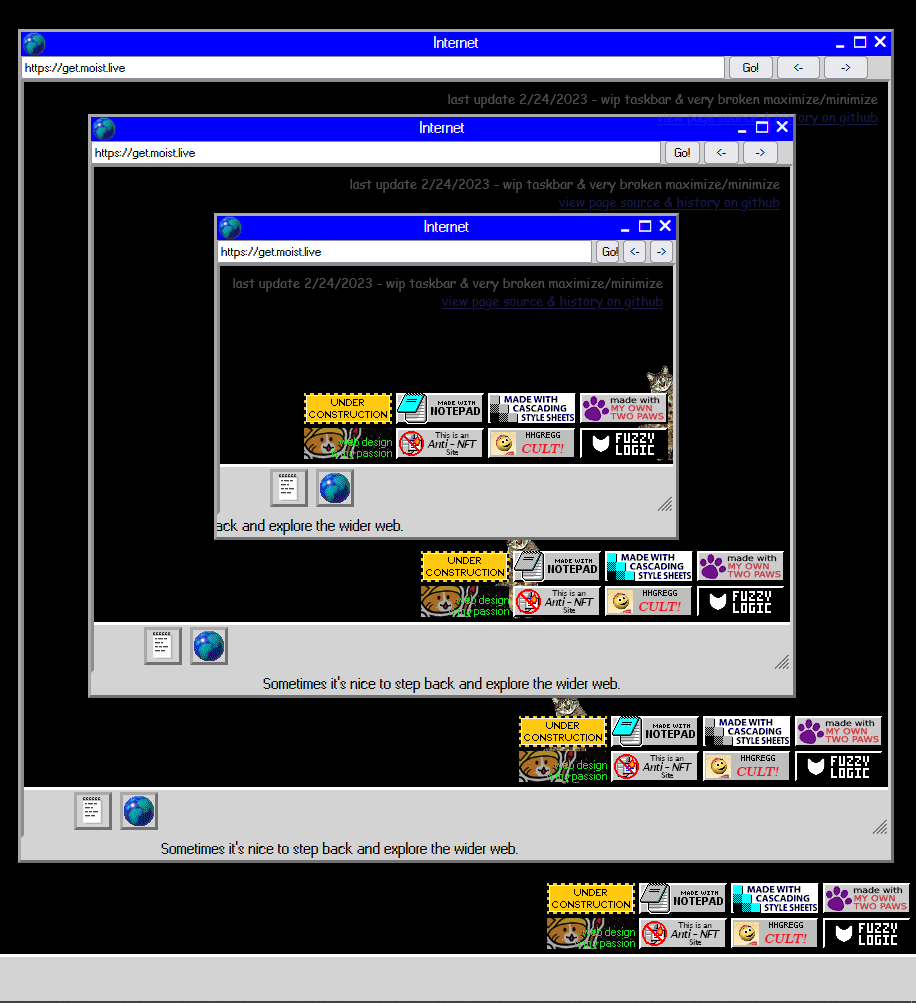 Internet
https://get.moist.live
Go! <- ->
last update 2/24/2023 - wip taskbar & very broken maximize/minimize
view page source & history on github
Internet
https://get.moist.live
Go! <- ->
last update 2/24/2023 - wip taskbar & very broken maximize/minimize
view page source & history on github
Internet
https://get.moist.live
Go! <- ->
last update 2/24/2023 - wip taskbar & very broken maximize/minimize
view page source & history on github
UNDER CONSTRUCTION
MADE WITH NOTEPAD
MADE WITH CASCADING STYLE SHEETS
made with MY OWN TWO PAWS
web design is my passion
This is an Anti-NFT Site
HHGREGG CULT!
FUZZY LOGIC
ack and explore the wider web.
UNDER CONSTRUCTION
MADE WITH NOTEPAD
MADE WITH CASCADING STYLE SHEETS
made with MY OWN TWO PAWS
web design is my passion
This is an Anti-NFT Site
CULT!
FUZZY LOGIC
Sometimes it's nice to step back and explore the wider web.
UNDER CONSTRUCTION
MADE WITH NOTEPAD
MADE WITH CASCADING STYLE SHEETS
made with MY OWN TWO PAWS
web design is my passion
This is an Anti-NFT Site
HHGREGG CULT!
FUZZY LOGIC
Sometimes it's nice to step back and explore the wider web.
UNDER CONSTRUCTION
MADE WITH NOTEPAD
MADE WITH CASCADING STYLE SHEETS
made with MY OWN TWO PAWS
web design is my passion
This is an Anti-NFT Site
HHGREGG CULT!
FUZZY LOGIC